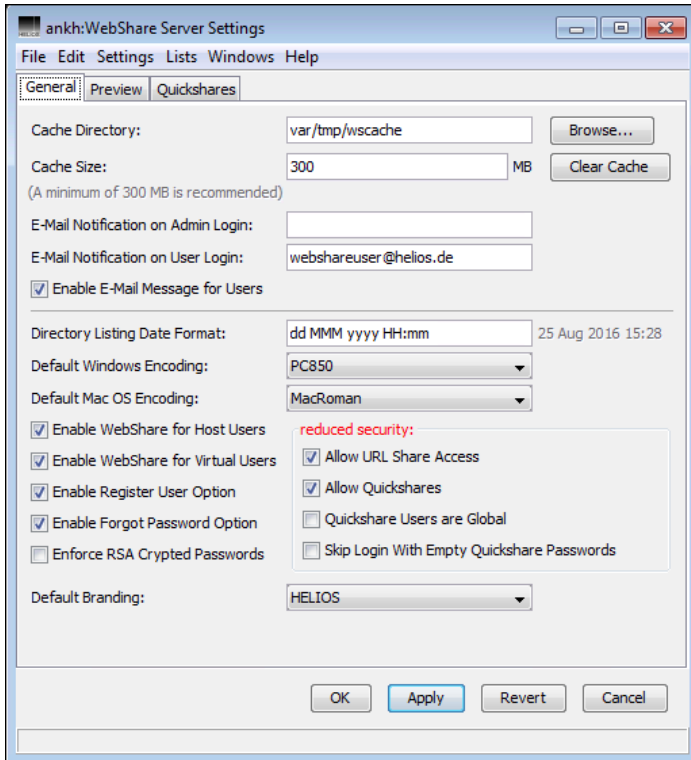 HELIOS ankh:WebShare Server Settings
File Edit Settings Lists Windows Help
General Preview Quickshares
Cache Directory: var/tmp/wscache Browse...
Cache Size: 300 MB Clear Cache
(A minimum of 300 MB is recommended)
E-Mail Notification on Admin Login:
E-Mail Notification on User Login: webshareuser@helios.de
Enable E-Mail Message for Users
Directory Listing Date Format: dd MMM yyyy HH:mm 25 Aug 2016 15:28
Default Windows Encoding: PC850
Default Mac OS Encoding: MacRoman
Enable WebShare for Host Users
Enable WebShare for Virtual Users
Enable Register User Option
Enable Forgot Password Option
Enforce RSA Crypted Passwords
reduced security:
Allow URL Share Access
Allow Quickshares
Quickshare Users are Global
Skip Login With Empty Quickshare Passwords
Default Branding: HELIOS
OK Apply Revert Cancel